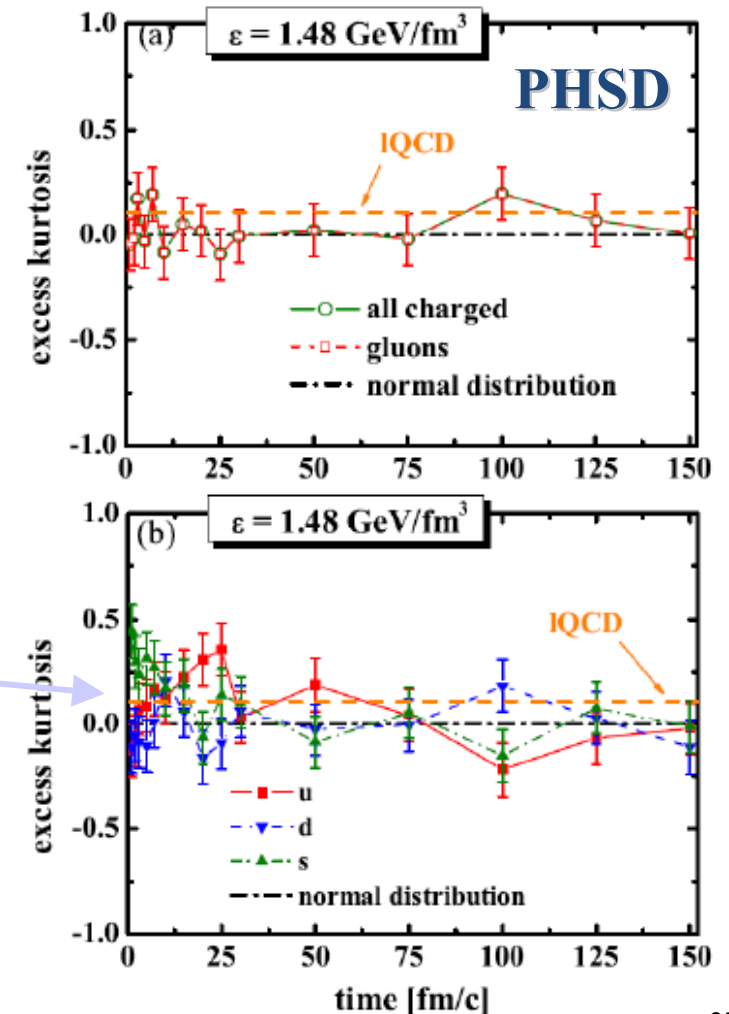 1.0
(a)
ε = 1.48 GeV/fm³
PHSD
0.5
lQCD
0.0
all charged
gluons
-0.5
normal distribution
-1.0
0 25 50 75 100 125 150
excess kurtosis
1.0
(b)
ε = 1.48 GeV/fm³
0.5
lQCD
0.0
u
-0.5
d
s
normal distribution
-1.0
0 25 50 75 100 125 150
excess kurtosis
time [fm/c]